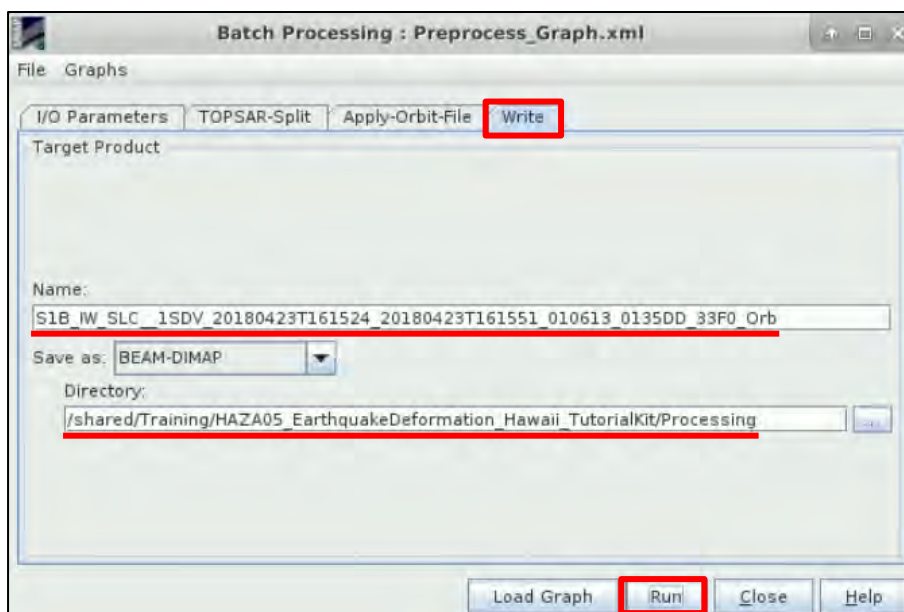 Batch Processing : Preprocess_Graph.xml
File Graphs
I/O Parameters TOPSAR-Split Apply-Orbit-File Write
Target Product
Name:
S1B_IW_SLC__1SDV_20180423T161524_20180423T161551_010613_0135DD_33F0_Orb
Save as: BEAM-DIMAP
Directory:
/shared/Training/HAZA05_EarthquakeDeformation_Hawaii_TutorialKit/Processing
...
Load Graph Run Close Help